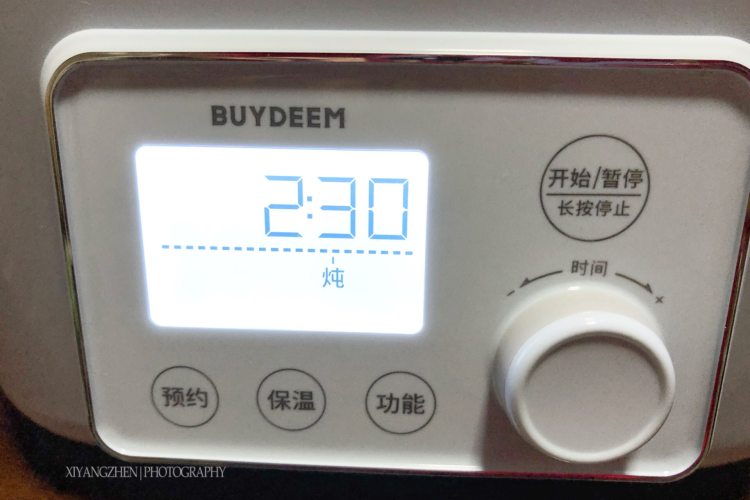 BUYDEEM
2:30
炖
开始/暂停
长按停止
时间
- +
预约
保温
功能
XIYANGZHEN|PHOTOGRAPHY